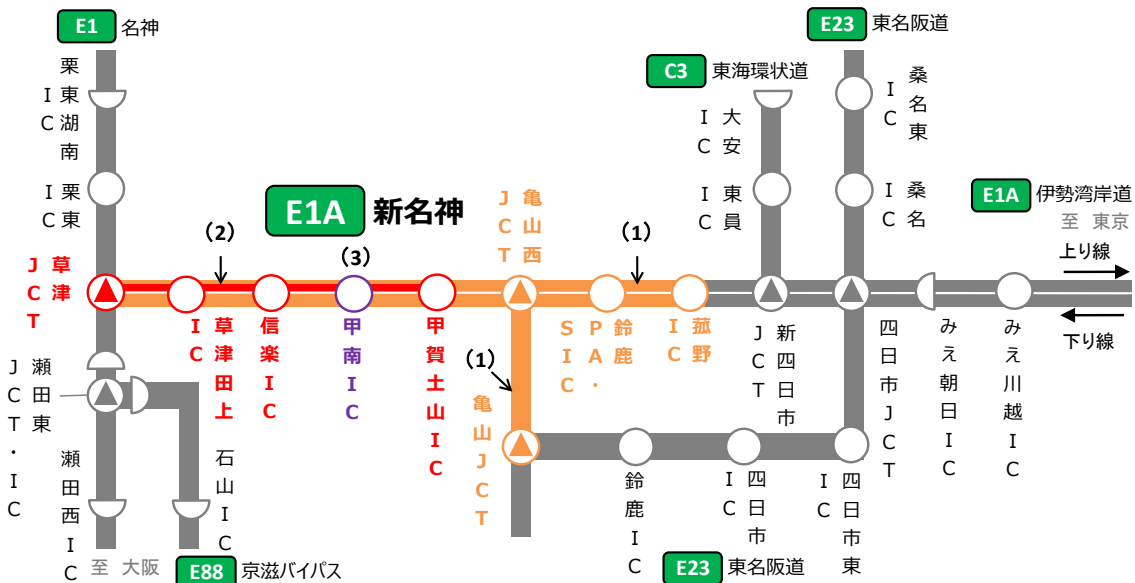 E1 名神
栗東湖南IC
栗東IC
E1A 新名神
(2)
(3)
(1)
(1)
草津JCT
草津田上IC
信楽IC
甲南IC
甲賀土山IC
亀山西JCT
鈴鹿PA・SIC
菰野IC
亀山JCT
C3 東海環状道
大安IC
東員IC
新四日市JCT
E23 東名阪道
桑名東IC
桑名IC
四日市JCT
みえ朝日IC
みえ川越IC
E1A 伊勢湾岸道
至 東京
上り線
下り線
瀬田東JCT・IC
瀬田西IC
石山IC
至 大阪
E88 京滋バイパス
鈴鹿IC
四日市IC
四日市東IC
E23 東名阪道